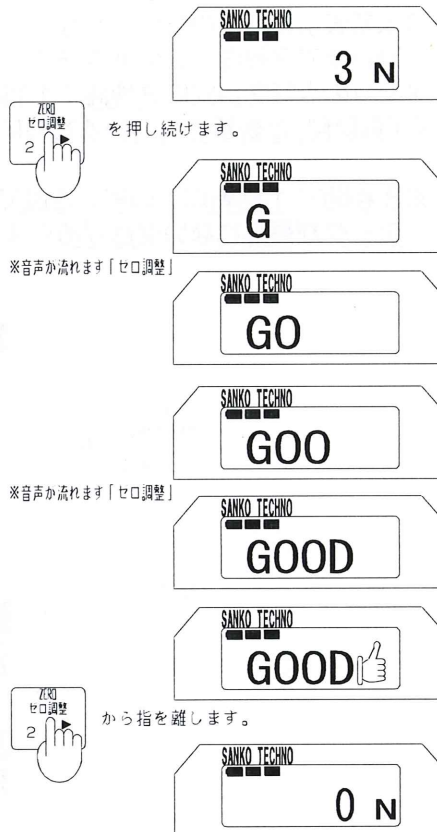 SANKO TECHNO
3 N
ZERO
ゼロ調整
2
を押し続けます。
SANKO TECHNO
G
※音声が流れます「ゼロ調整」
SANKO TECHNO
GO
SANKO TECHNO
GOO
※音声が流れます「ゼロ調整」
SANKO TECHNO
GOOD
SANKO TECHNO
GOOD
ZERO
ゼロ調整
2
から指を離します。
SANKO TECHNO
0 N